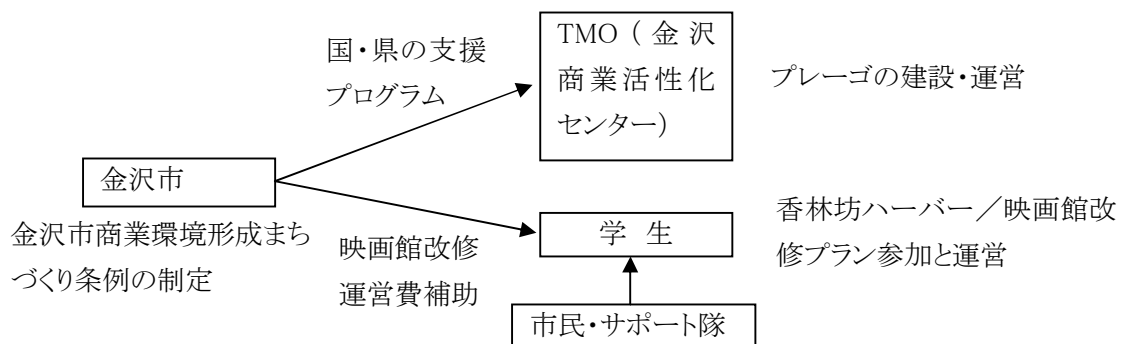 国・県の支援
プログラム
TMO（金沢
商業活性化
センター）
プレーゴの建設・運営
金沢市
金沢市商業環境形成まち
づくり条例の制定
映画館改修
運営費補助
学 生
香林坊ハーバー／映画館改
修プラン参加と運営
市民・サポート隊